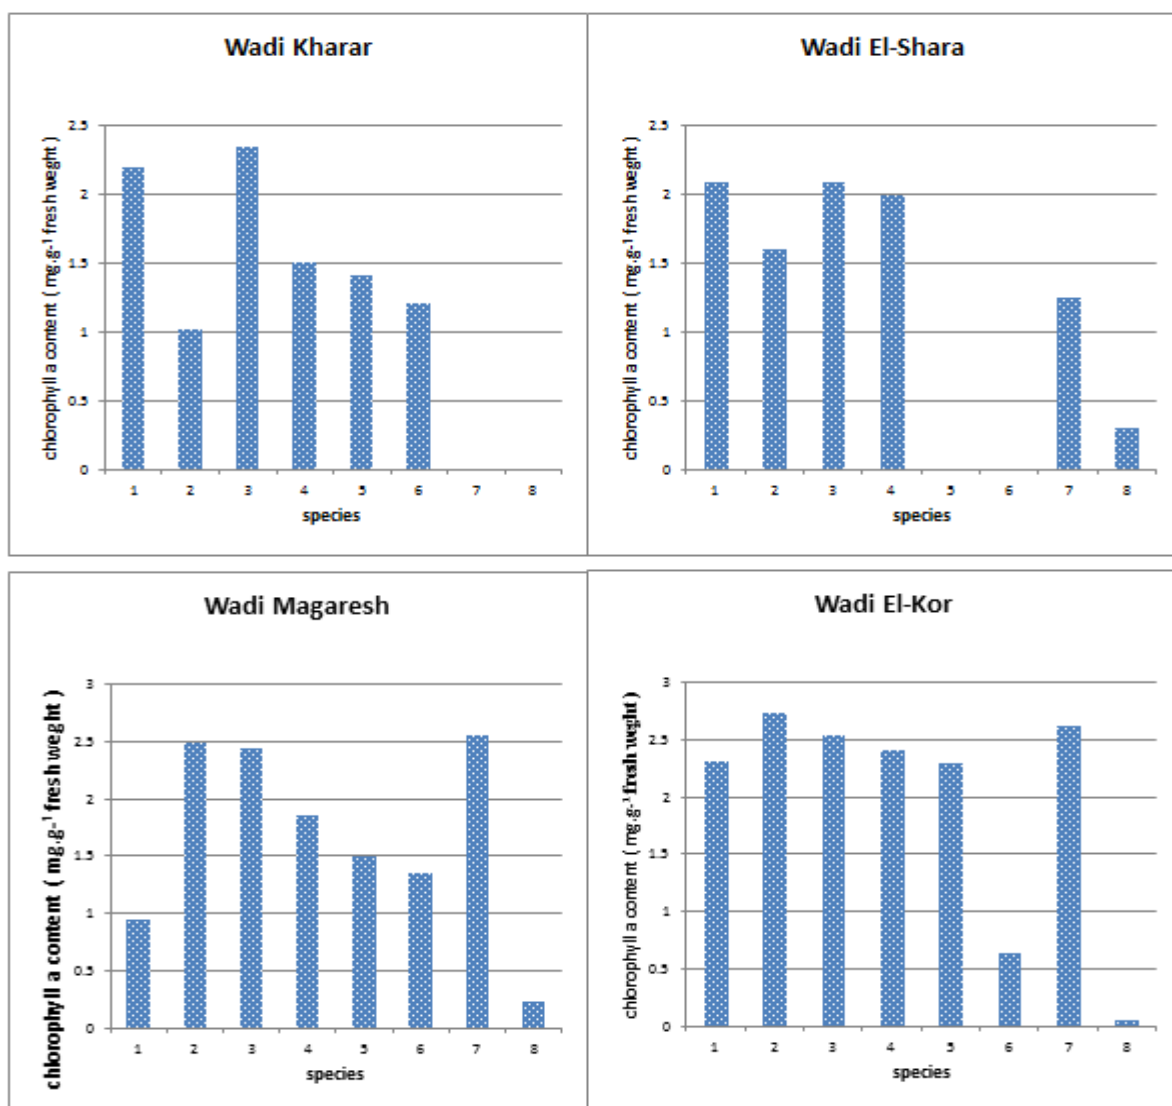 Wadi Kharar
chlorophyll a content ( mg.g-¹ fresh weght )
2.5
2
1.5
1
0.5
0
1 2 3 4 5 6 7 8
species
Wadi El-Shara
chlorophyll a content ( mg.g-¹ fresh weght )
2.5
2
1.5
1
0.5
0
1 2 3 4 5 6 7 8
species
Wadi Magaresh
chlorophyll a content ( mg.g-¹ fresh weght )
3
2.5
2
1.5
1
0.5
0
1 2 3 4 5 6 7 8
species
Wadi El-Kor
chlorophyll a content ( mg.g-¹ fresh weght )
3
2.5
2
1.5
1
0.5
0
1 2 3 4 5 6 7 8
species